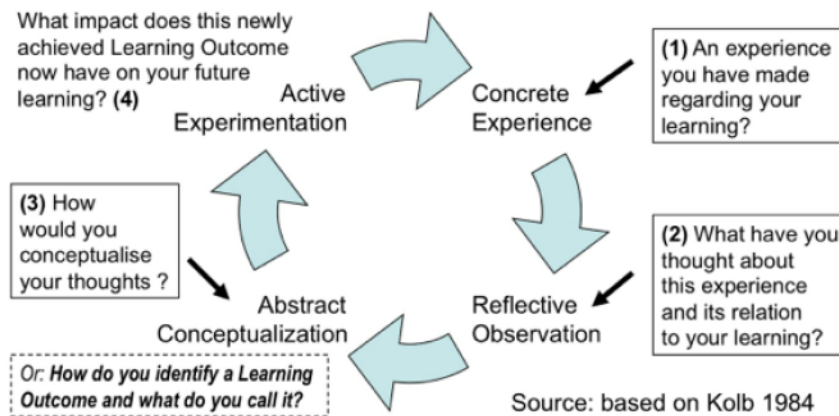 What impact does this newly
achieved Learning Outcome
now have on your future
learning? (4)
Active
Experimentation
Concrete
Experience
(1) An experience
you have made
regarding your
learning?
(2) What have you
thought about
this experience
and its relation
to your learning?
Reflective
Observation
(3) How
would you
conceptualise
your thoughts ?
Abstract
Conceptualization
Or: How do you identify a Learning
Outcome and what do you call it?
Source: based on Kolb 1984